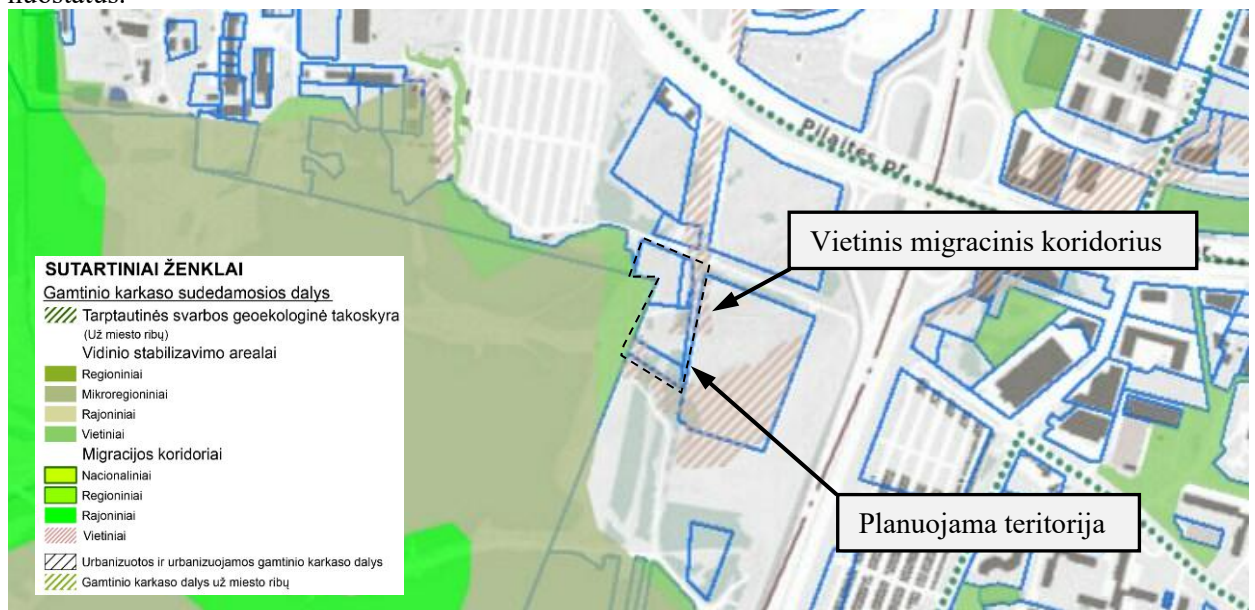 nuostatus.
Pilaitės pr.
r.
Vietinis migracinis koridorius
SUTARTINIAI ŽENKLAI
Gamtinio karkaso sudedamosios dalys
Tarptautinės svarbos geoekologinė takoskyra
(Už miesto ribų)
Vidinio stabilizavimo arealai
Regioniniai
Mikroregioniniai
Rajoniniai
Vietiniai
Migracijos koridoriai
Nacionaliniai
Regioniniai
Rajoniniai
Vietiniai
Urbanizuotos ir urbanizuojamos gamtinio karkaso dalys
Gamtinio karkaso dalys už miesto ribų
Planuojama teritorija